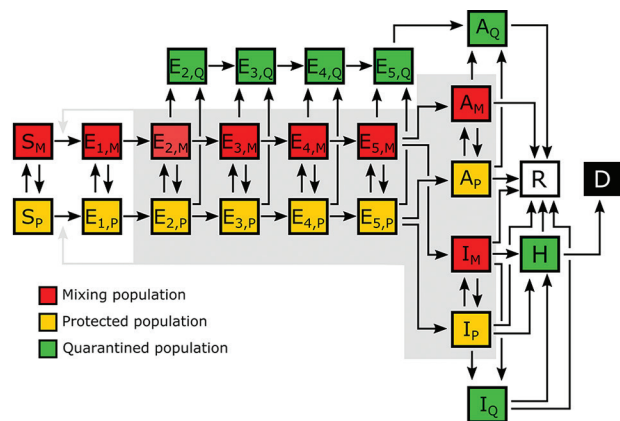 A_Q
E_2,Q E_3,Q E_4,Q E_5,Q
A_M
S_M E_1,M E_2,M E_3,M E_4,M E_5,M
A_P R D
S_P E_1,P E_2,P E_3,P E_4,P E_5,P
I_M H
Mixing population
Protected population
I_P
Quarantined population
I_Q